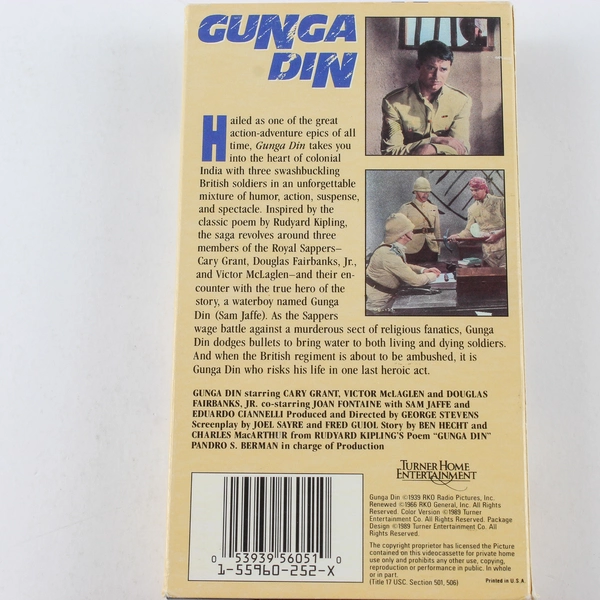 GUNGA
DIN
Hailed as one of the great
action-adventure epics of all
time, Gunga Din takes you
into the heart of colonial
India with three swashbuckling
British soldiers in an unforgettable
mixture of humor, action, suspense,
and spectacle. Inspired by the
classic poem by Rudyard Kipling,
the saga revolves around three
members of the Royal Sappers—
Cary Grant, Douglas Fairbanks, Jr.,
and Victor McLaglen—and their en-
counter with the true hero of the
story, a waterboy named Gunga
Din (Sam Jaffe). As the Sappers
wage battle against a murderous sect of religious fanatics, Gunga
Din dodges bullets to bring water to both living and dying soldiers.
And when the British regiment is about to be ambushed, it is
Gunga Din who risks his life in one last heroic act.
GUNGA DIN starring CARY GRANT, VICTOR McLAGLEN and DOUGLAS
FAIRBANKS, JR. co-starring JOAN FONTAINE with SAM JAFFE and
EDUARDO CIANNELLI Produced and Directed by GEORGE STEVENS
Screenplay by JOEL SAYRE and FRED GUIOL Story by BEN HECHT and
CHARLES MacARTHUR from RUDYARD KIPLING'S Poem "GUNGA DIN"
PANDRO S. BERMAN in charge of Production
TURNER HOME
ENTERTAINMENT
Gunga Din ©1939 RKO Radio Pictures, Inc.
Renewed ©1966 RKO General, Inc. All Rights
Reserved. Color Version ©1989 Turner
Entertainment Co. All Rights Reserved. Package
Design ©1989 Turner Entertainment Co. All
Rights Reserved.
The copyright proprietor has licensed the Picture
contained on this videocassette for private home
use only and prohibits any other use, copying,
reproduction or performance in public. In whole
or in part.
(Title 17 USC. Section 501, 506)
Printed in U.S.A
0 53939 56051 0
1-55960-252-X